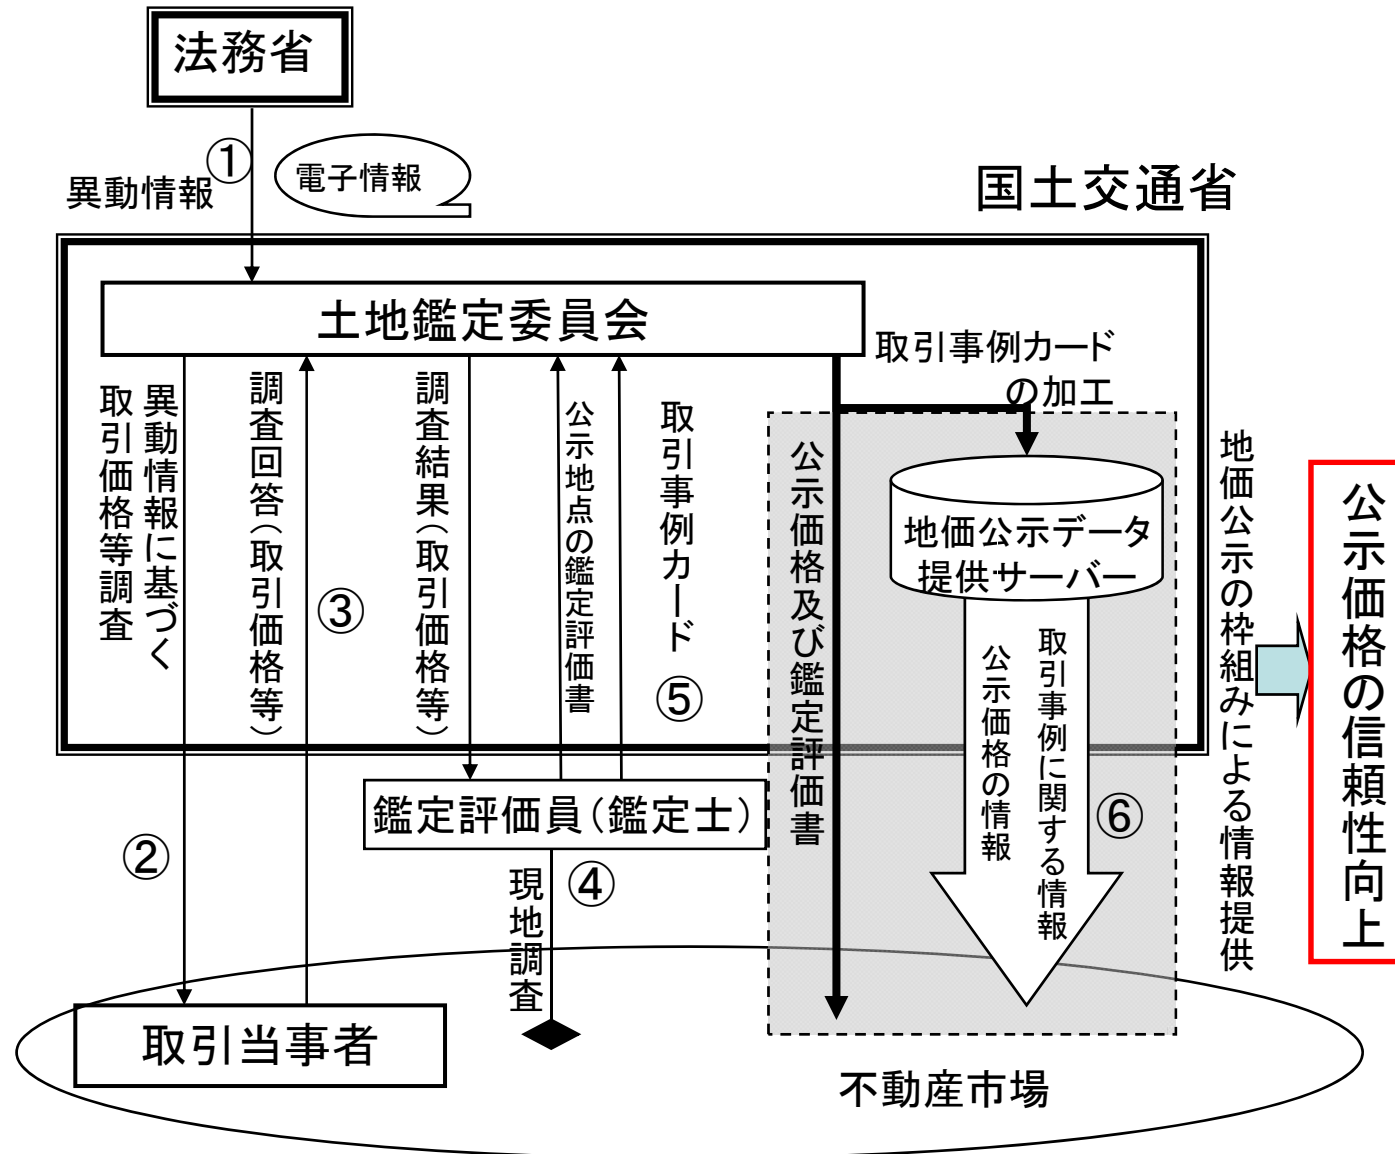 法務省
①
異動情報
電子情報
国土交通省
土地鑑定委員会
取引事例カード
の加工
異動情報に基づく
取引価格等調査
調査回答(取引価格等)
③
調査結果(取引価格等)
公示地点の鑑定評価書
取引事例カード
⑤
公示価格及び鑑定評価書
地価公示データ
提供サーバー
取引事例に関する情報
公示価格の情報
⑥
地価公示の枠組みによる情報提供
公示価格の信頼性向上
鑑定評価員(鑑定士)
②
④
現地調査
取引当事者
不動産市場